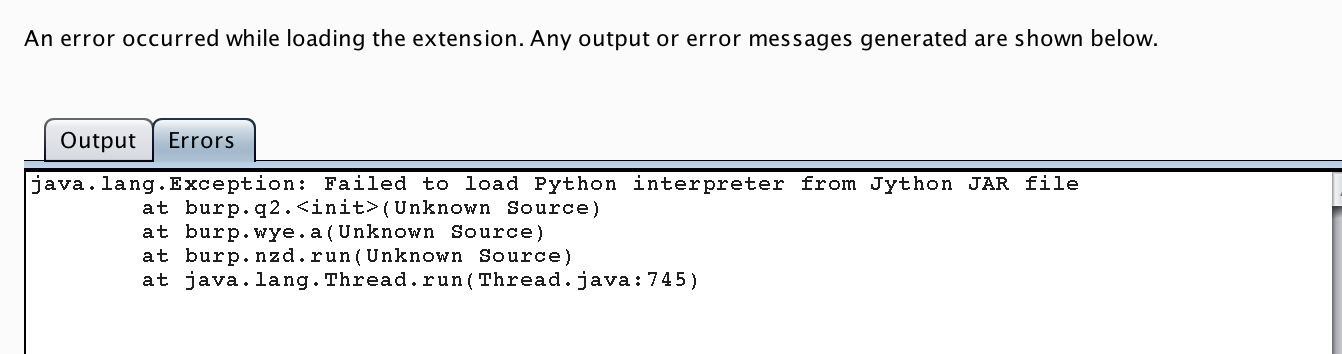 An error occurred while loading the extension. Any output or error messages generated are shown below.
Output
Errors
java.lang.Exception: Failed to load Python interpreter from Jython JAR file
at burp.q2.<init>(Unknown Source)
at burp.wye.a(Unknown Source)
at burp.nzd.run(Unknown Source)
at java.lang.Thread.run(Thread.java:745)